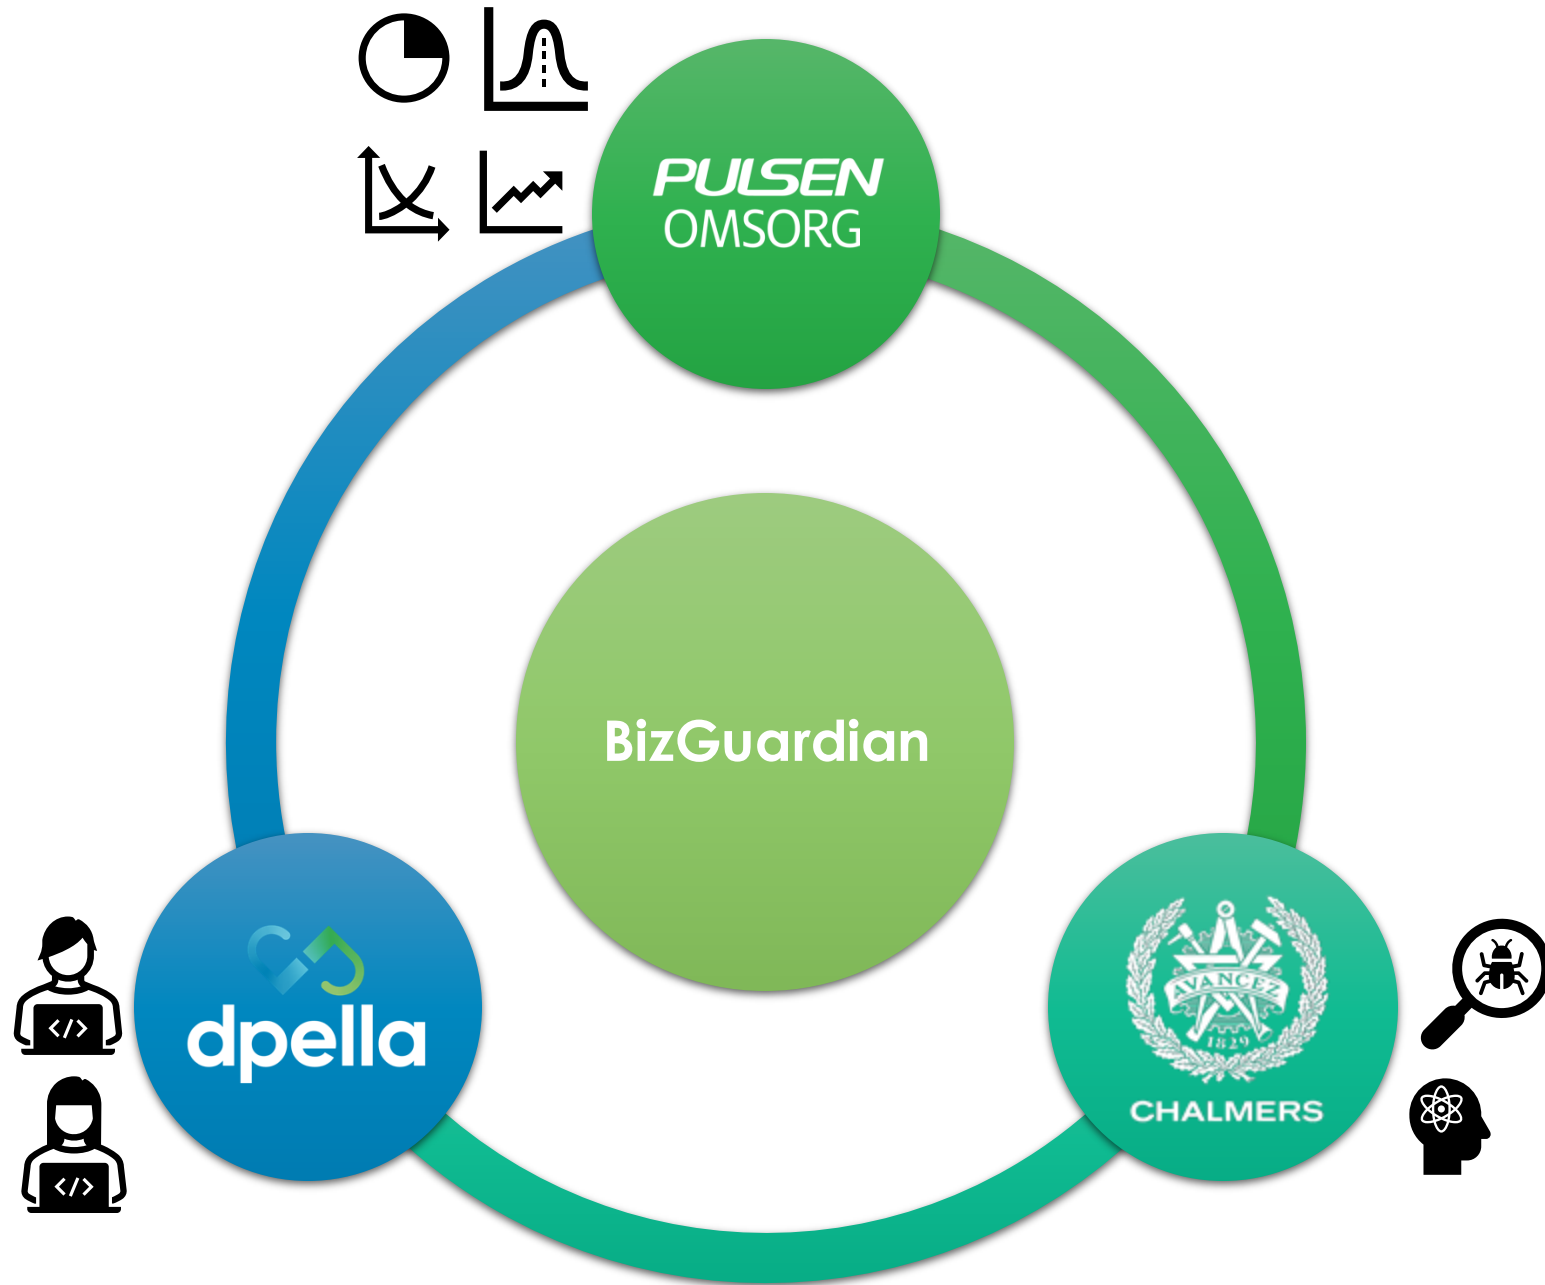 PULSEN
OMSORG
BizGuardian
dpella
</>
</>
AVANCEZ
1829
CHALMERS